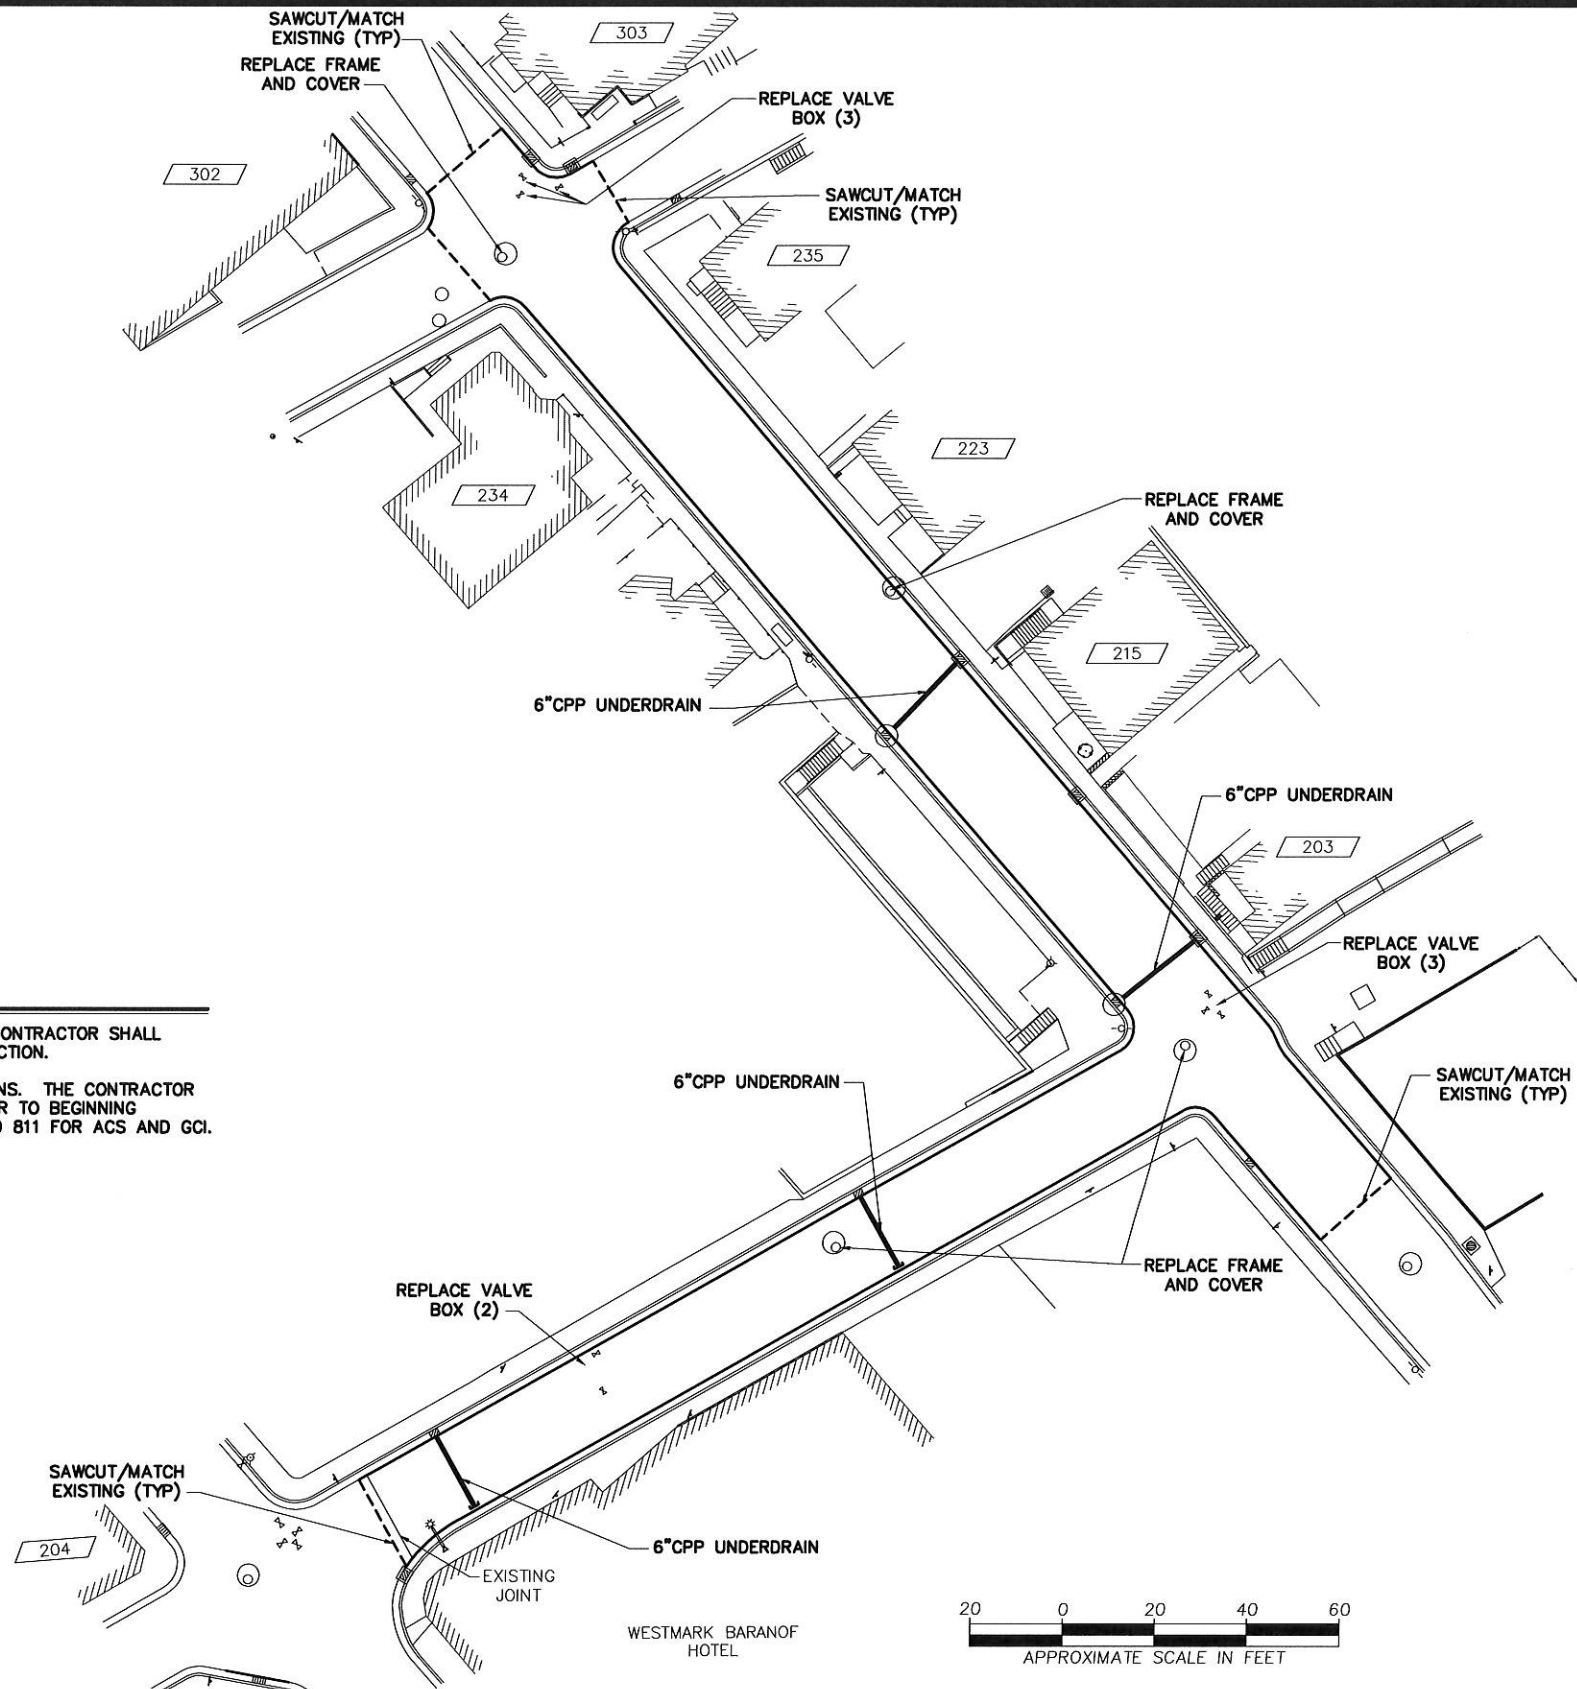 SAWCUT/MATCH
EXISTING (TYP)
303
REPLACE FRAME
AND COVER
REPLACE VALVE
BOX (3)
302
SAWCUT/MATCH
EXISTING (TYP)
235
223
234
REPLACE FRAME
AND COVER
215
6"CPP UNDERDRAIN
6"CPP UNDERDRAIN
203
REPLACE VALVE
BOX (3)
ONTRACTOR SHALL
CTION.
NS. THE CONTRACTOR
R TO BEGINNING
811 FOR ACS AND GCI.
6"CPP UNDERDRAIN
SAWCUT/MATCH
EXISTING (TYP)
REPLACE FRAME
AND COVER
REPLACE VALVE
BOX (2)
SAWCUT/MATCH
EXISTING (TYP)
204
6"CPP UNDERDRAIN
EXISTING
JOINT
WESTMARK BARANOF
HOTEL
20 0 20 40 60
APPROXIMATE SCALE IN FEET